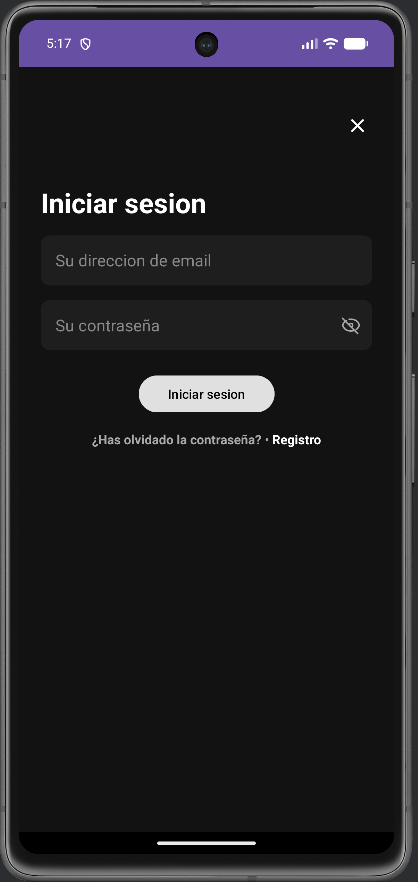 5:17
Iniciar sesion
Su direccion de email
Su contraseña
Iniciar sesion
¿Has olvidado la contraseña? • Registro